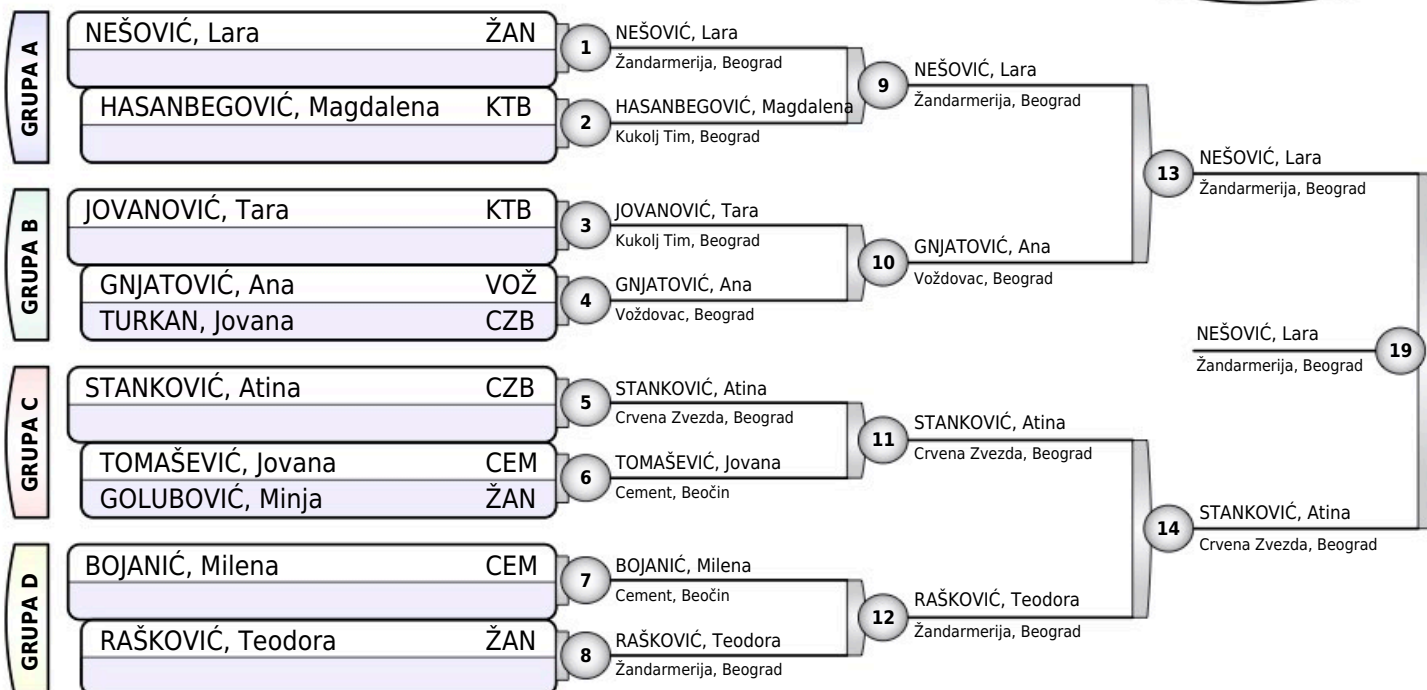 GRUPA A
NEŠOVIĆ, Lara ŽAN
HASANBEGOVIĆ, Magdalena KTB
GRUPA B
JOVANOVIĆ, Tara KTB
GNJATOVIĆ, Ana VOŽ
TURKAN, Jovana CZB
GRUPA C
STANKOVIĆ, Atina CZB
TOMAŠEVIĆ, Jovana CEM
GOLUBOVIĆ, Minja ŽAN
GRUPA D
BOJANIĆ, Milena CEM
RAŠKOVIĆ, Teodora ŽAN
1
NEŠOVIĆ, Lara
Žandarmerija, Beograd
2
HASANBEGOVIĆ, Magdalena
Kukolj Tim, Beograd
3
JOVANOVIĆ, Tara
Kukolj Tim, Beograd
4
GNJATOVIĆ, Ana
Voždovac, Beograd
5
STANKOVIĆ, Atina
Crvena Zvezda, Beograd
6
TOMAŠEVIĆ, Jovana
Cement, Beočin
7
BOJANIĆ, Milena
Cement, Beočin
8
RAŠKOVIĆ, Teodora
Žandarmerija, Beograd
9
NEŠOVIĆ, Lara
Žandarmerija, Beograd
10
GNJATOVIĆ, Ana
Voždovac, Beograd
11
STANKOVIĆ, Atina
Crvena Zvezda, Beograd
12
RAŠKOVIĆ, Teodora
Žandarmerija, Beograd
13
NEŠOVIĆ, Lara
Žandarmerija, Beograd
14
STANKOVIĆ, Atina
Crvena Zvezda, Beograd
NEŠOVIĆ, Lara
Žandarmerija, Beograd
19